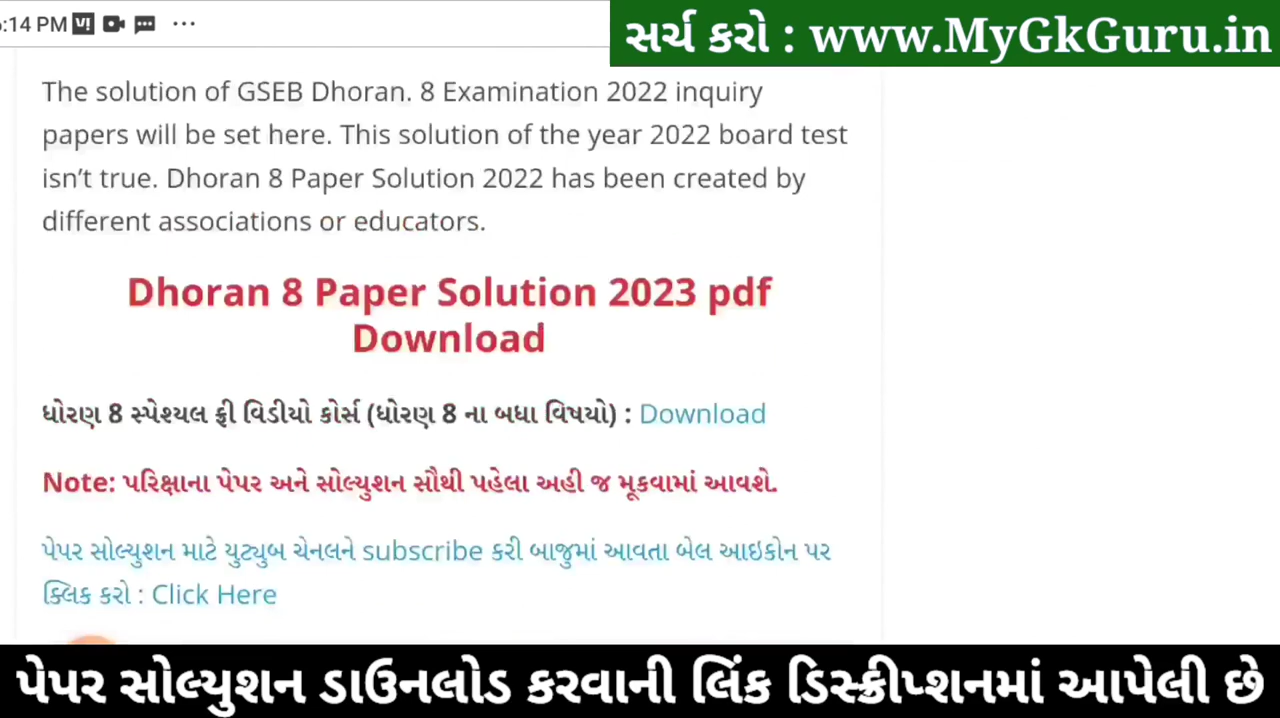 :14 PM
સર્ચ કરો : www.MyGkGuru.in
The solution of GSEB Dhoran. 8 Examination 2022 inquiry
papers will be set here. This solution of the year 2022 board test
isn’t true. Dhoran 8 Paper Solution 2022 has been created by
different associations or educators.
Dhoran 8 Paper Solution 2023 pdf
Download
ધોરણ 8 સ્પેશ્યલ ફ્રી વિડીયો કોર્સ (ધોરણ 8 ના બધા વિષયો) : Download
Note: પરિક્ષાના પેપર અને સોલ્યુશન સૌથી પહેલા અહી જ મૂકવામાં આવશે.
પેપર સોલ્યુશન માટે યુટ્યુબ ચેનલને subscribe કરી બાજુમાં આવતા બેલ આઇકોન પર
ક્લિક કરો : Click Here
પેપર સોલ્યુશન ડાઉનલોડ કરવાની લિંક ડિસ્ક્રીપ્શનમાં આપેલી છે